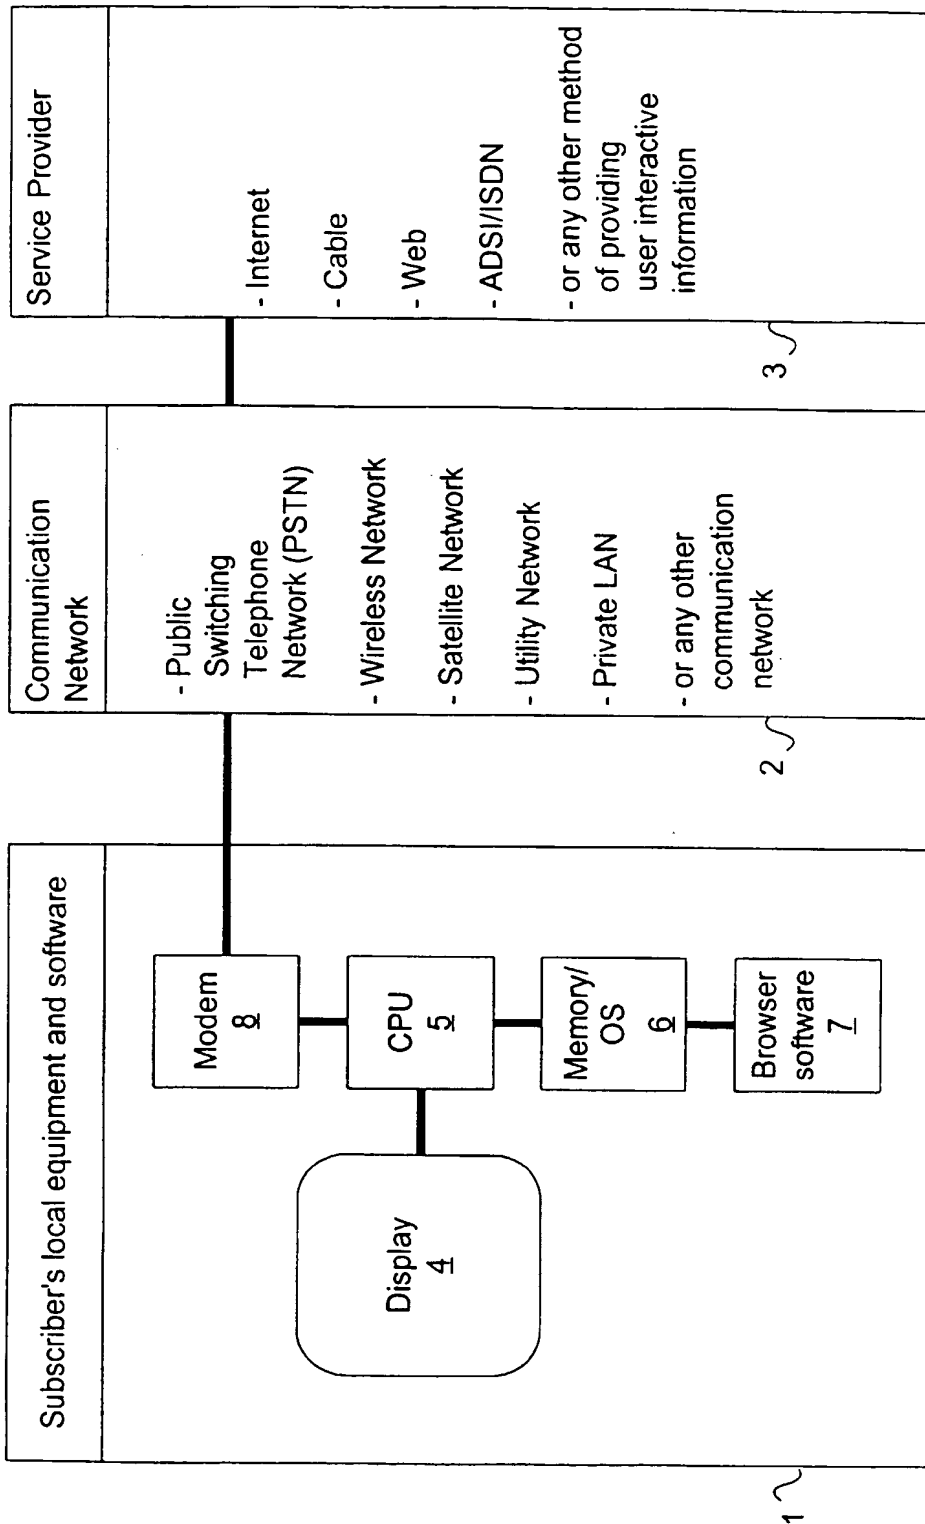 Subscriber's local equipment and software
Display
4
Modem
8
CPU
5
Memory/
OS
6
Browser
software
7
1
Communication
Network
- Public
Switching
Telephone
Network (PSTN)
- Wireless Network
- Satellite Network
- Utility Network
- Private LAN
- or any other
communication
network
2
Service Provider
- Internet
- Cable
- Web
- ADSI/ISDN
- or any other method
of providing
user interactive
information
3